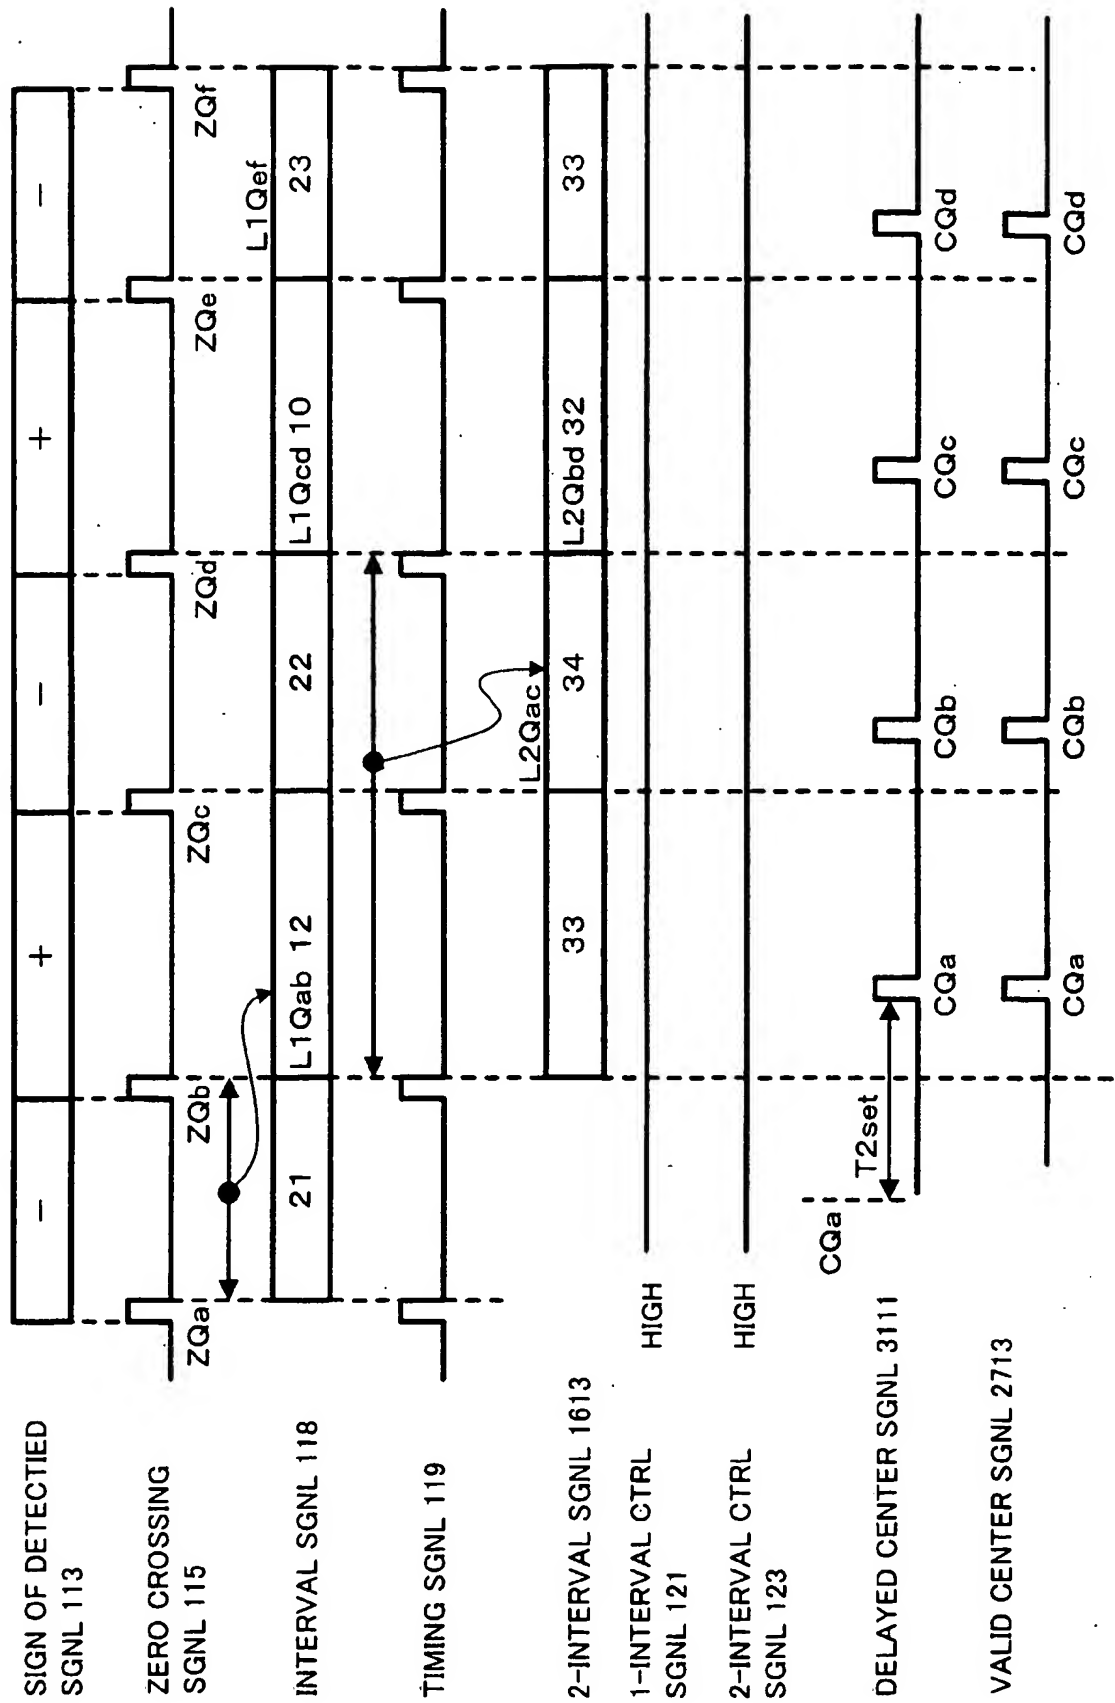 SIGN OF DETECTIED
SGNL 113
－
+
－
+
－
ZERO CROSSING
SGNL 115
ZQa
ZQb
ZQc
ZQd
ZQe
ZQf
INTERVAL SGNL 118
21
L1Qab 12
22
L1Qcd 10
L1Qef
23
TIMING SGNL 119
2-INTERVAL SGNL 1613
33
L2Qac
34
L2Qbd 32
33
1-INTERVAL CTRL
SGNL 121
HIGH
2-INTERVAL CTRL
SGNL 123
HIGH
DELAYED CENTER SGNL 3111
CQa
T2set
CQa
CQb
CQc
CQd
VALID CENTER SGNL 2713
CQa
CQb
CQc
CQd